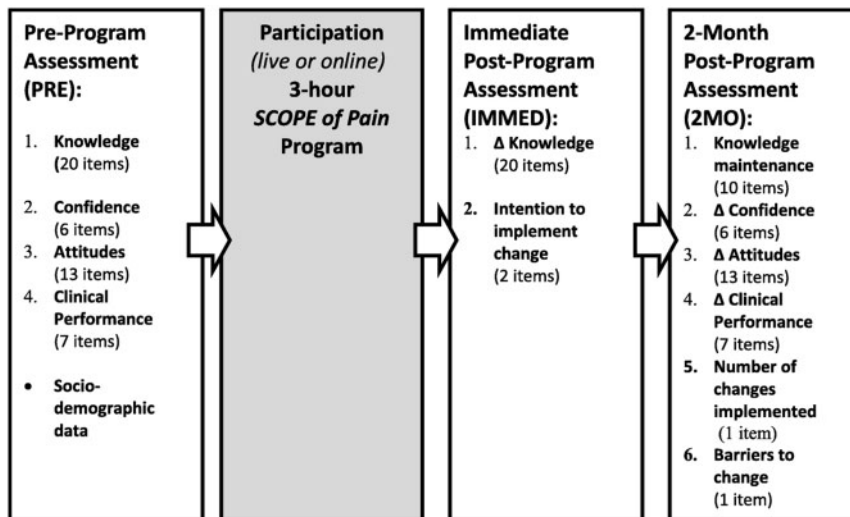 Pre-Program
Assessment
(PRE):
1. Knowledge
(20 items)
2. Confidence
(6 items)
3. Attitudes
(13 items)
4. Clinical
Performance
(7 items)
• Socio-
demographic
data
Participation
(live or online)
3-hour
SCOPE of Pain
Program
Immediate
Post-Program
Assessment
(IMMED):
1. Δ Knowledge
(20 items)
2. Intention to
implement
change
(2 items)
2-Month
Post-Program
Assessment
(2MO):
1. Knowledge
maintenance
(10 items)
2. Δ Confidence
(6 items)
3. Δ Attitudes
(13 items)
4. Δ Clinical
Performance
(7 items)
5. Number of
changes
implemented
(1 item)
6. Barriers to
change
(1 item)